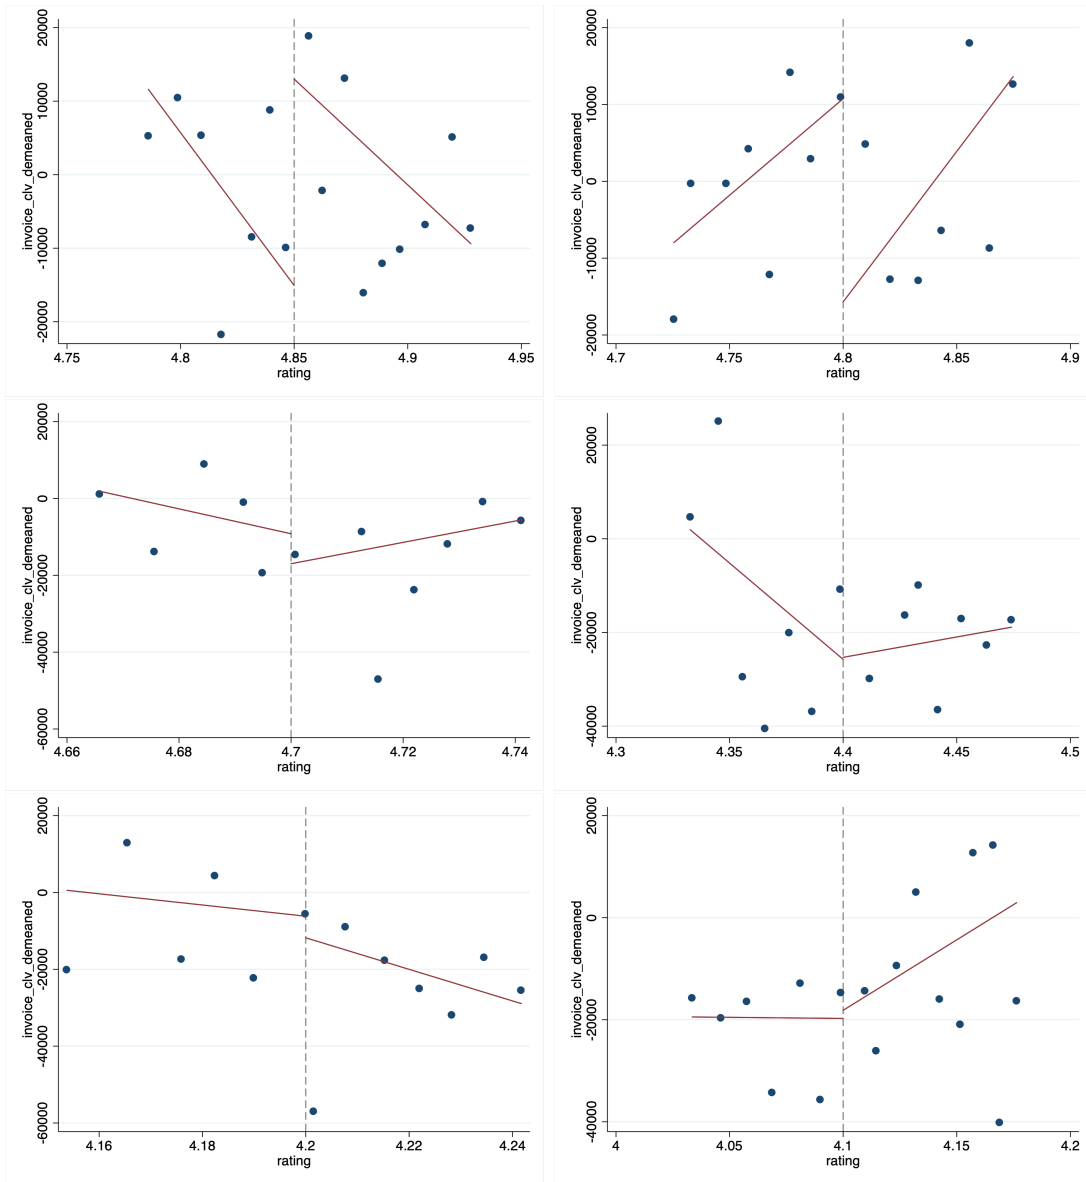 20000
10000
0
-10000
-20000
invoice_clv_demeaned
4.75 4.8 4.85 4.9 4.95
rating
20000
10000
0
-10000
-20000
invoice_clv_demeaned
4.7 4.75 4.8 4.85 4.9
rating
20000
0
-20000
-40000
-60000
invoice_clv_demeaned
4.66 4.68 4.7 4.72 4.74
rating
20000
0
-20000
-40000
invoice_clv_demeaned
4.3 4.35 4.4 4.45 4.5
rating
20000
0
-20000
-40000
-60000
invoice_clv_demeaned
4.16 4.18 4.2 4.22 4.24
rating
20000
0
-20000
-40000
invoice_clv_demeaned
4 4.05 4.1 4.15 4.2
rating